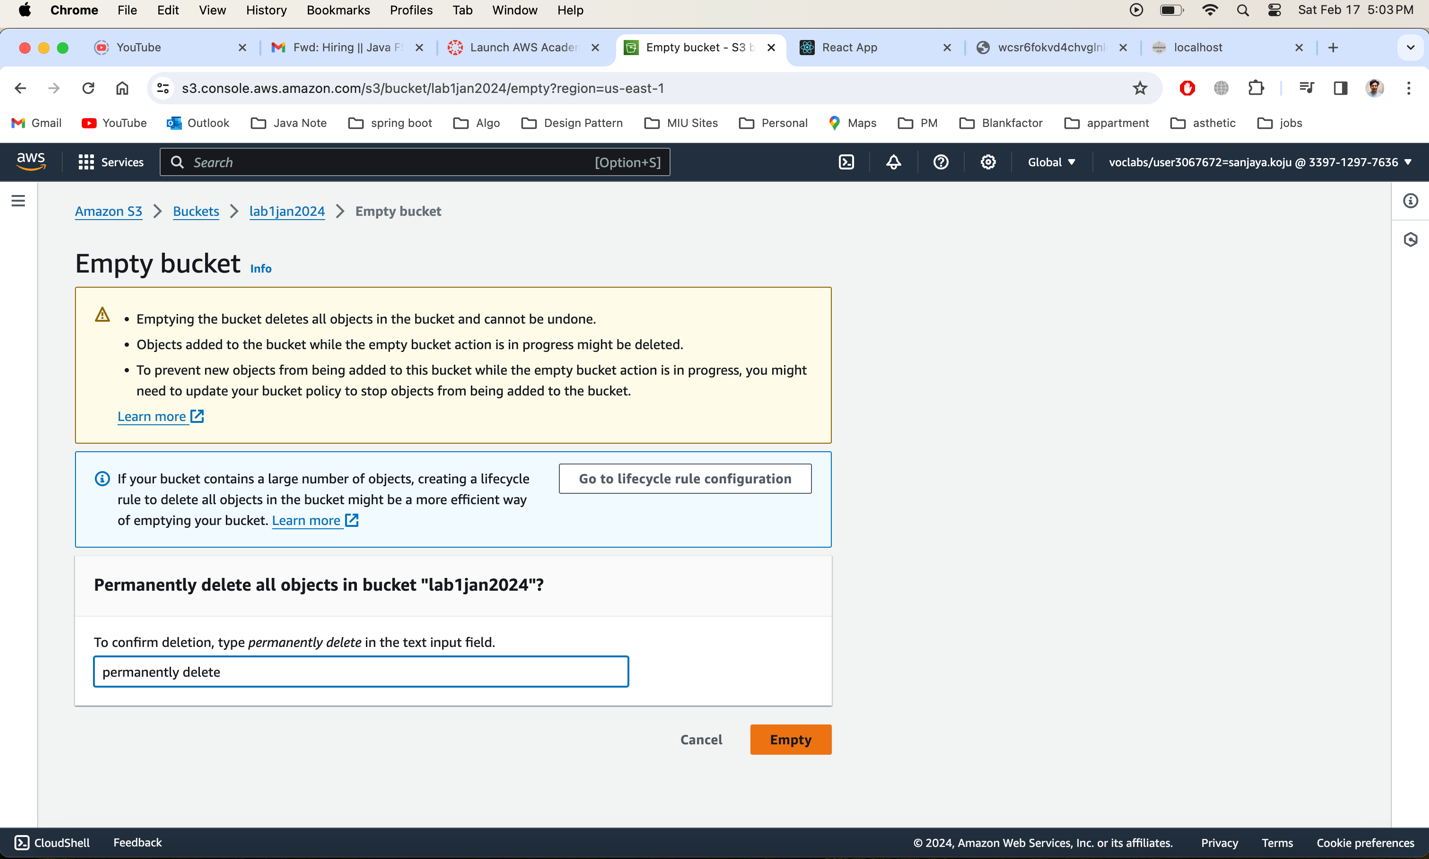 Chrome File Edit View History Bookmarks Profiles Tab Window Help Sat Feb 17 5:03 PM
YouTube Fwd: Hiring || Java F Launch AWS Acader Empty bucket - S3 b React App wcsr6fokvd4chvglnl localhost
s3.console.aws.amazon.com/s3/bucket/lab1jan2024/empty?region=us-east-1
Gmail YouTube Outlook Java Note spring boot Algo Design Pattern MIU Sites Personal Maps PM Blankfactor appartment asthetic jobs
aws Services Search [Option+S] Global voclabs/user3067672=sanjaya.koju @ 3397-1297-7636
Amazon S3 > Buckets > lab1jan2024 > Empty bucket
Empty bucket Info
• Emptying the bucket deletes all objects in the bucket and cannot be undone.
• Objects added to the bucket while the empty bucket action is in progress might be deleted.
• To prevent new objects from being added to this bucket while the empty bucket action is in progress, you might
need to update your bucket policy to stop objects from being added to the bucket.
Learn more
If your bucket contains a large number of objects, creating a lifecycle
rule to delete all objects in the bucket might be a more efficient way
of emptying your bucket. Learn more
Go to lifecycle rule configuration
Permanently delete all objects in bucket "lab1jan2024"?
To confirm deletion, type permanently delete in the text input field.
permanently delete
Cancel Empty
CloudShell Feedback © 2024, Amazon Web Services, Inc. or its affiliates. Privacy Terms Cookie preferences